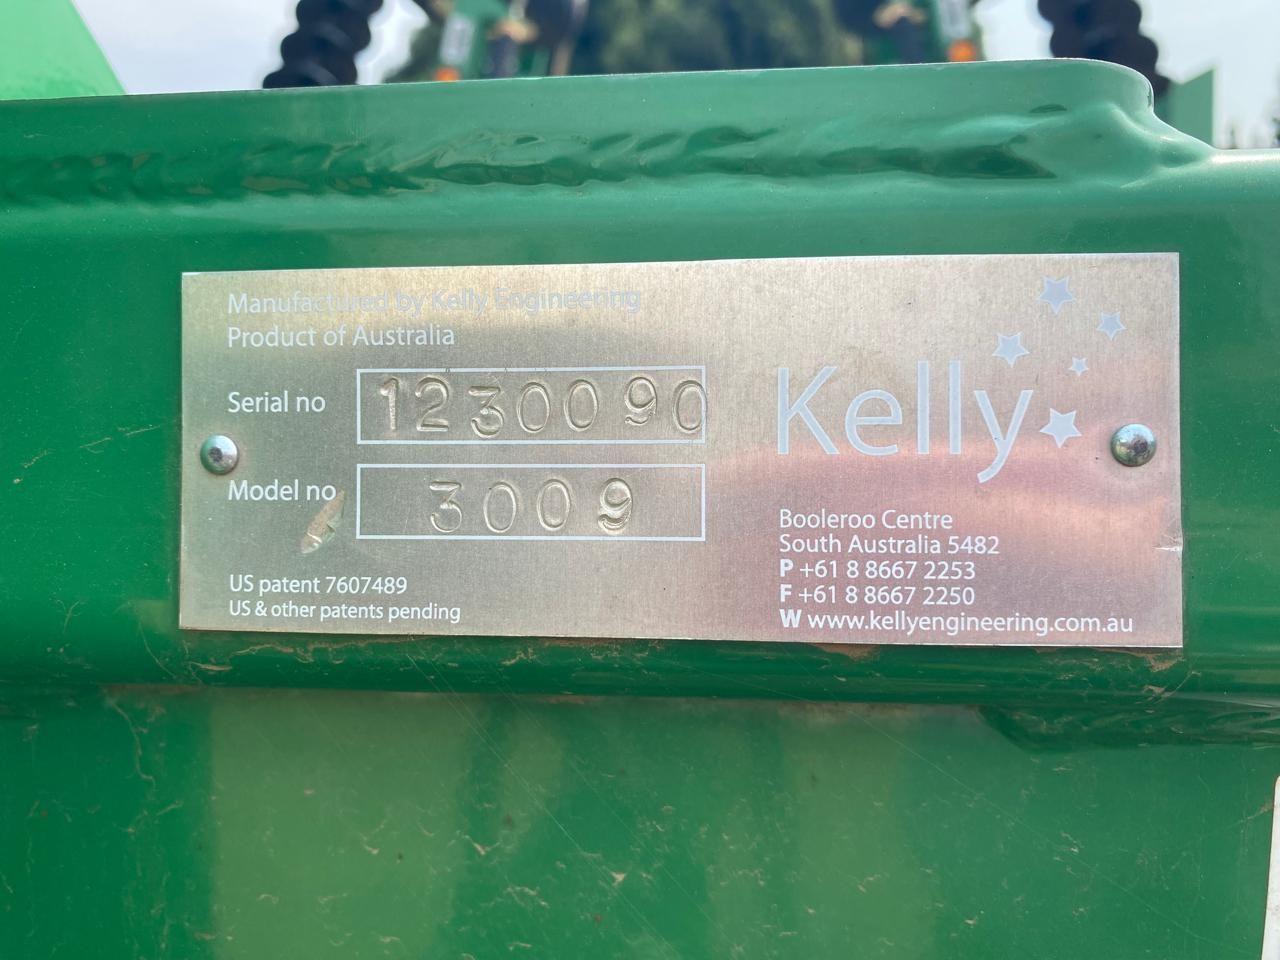 Manufactured by Kelly Engineering
Product of Australia
Serial no 1230090
Model no 3009
US patent 7607489
US & other patents pending
Kelly
Booleroo Centre
South Australia 5482
P +61 8 8667 2253
F +61 8 8667 2250
W www.kellyengineering.com.au